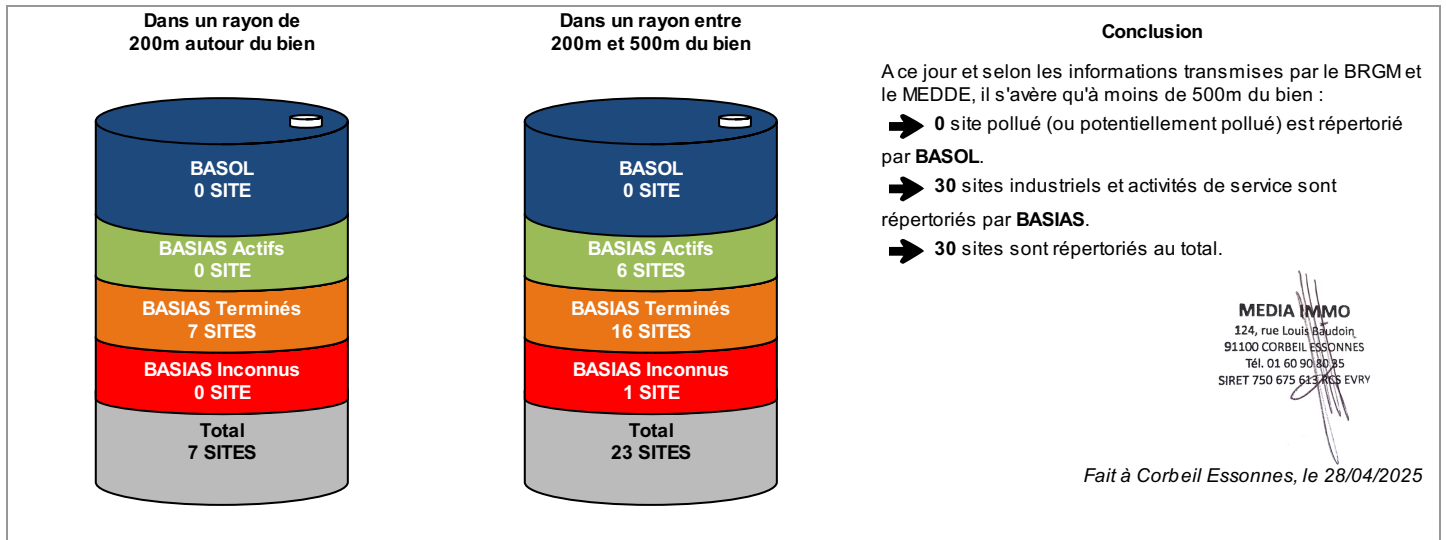 Dans un rayon de
200m autour du bien
BASOL
0 SITE
BASIAS Actifs
0 SITE
BASIAS Terminés
7 SITES
BASIAS Inconnus
0 SITE
Total
7 SITES
Dans un rayon entre
200m et 500m du bien
BASOL
0 SITE
BASIAS Actifs
6 SITES
BASIAS Terminés
16 SITES
BASIAS Inconnus
1 SITE
Total
23 SITES
Conclusion
A ce jour et selon les informations transmises par le BRGM et
le MEDDE, il s'avère qu'à moins de 500m du bien :
0 site pollué (ou potentiellement pollué) est répertorié
par BASOL.
30 sites industriels et activités de service sont
répertoriés par BASIAS.
30 sites sont répertoriés au total.
MEDIA IMMO
124, rue Louis Baudoin
91100 CORBEIL ESSONNES
Tél. 01 60 90 80 85
SIRET 750 675 613 RCS EVRY
Fait à Corbeil Essonnes, le 28/04/2025